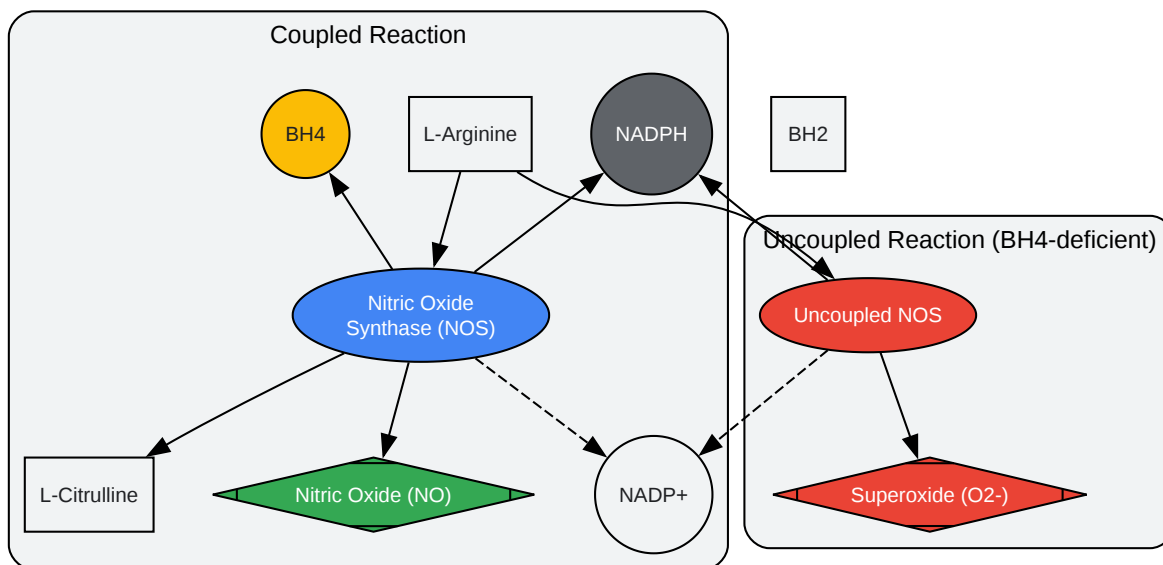 Coupled Reaction
BH4
L-Arginine
NADPH
BH2
Uncoupled Reaction (BH4-deficient)
Nitric Oxide
Synthase (NOS)
Uncoupled NOS
L-Citrulline
Nitric Oxide (NO)
NADP+
Superoxide (O2-)